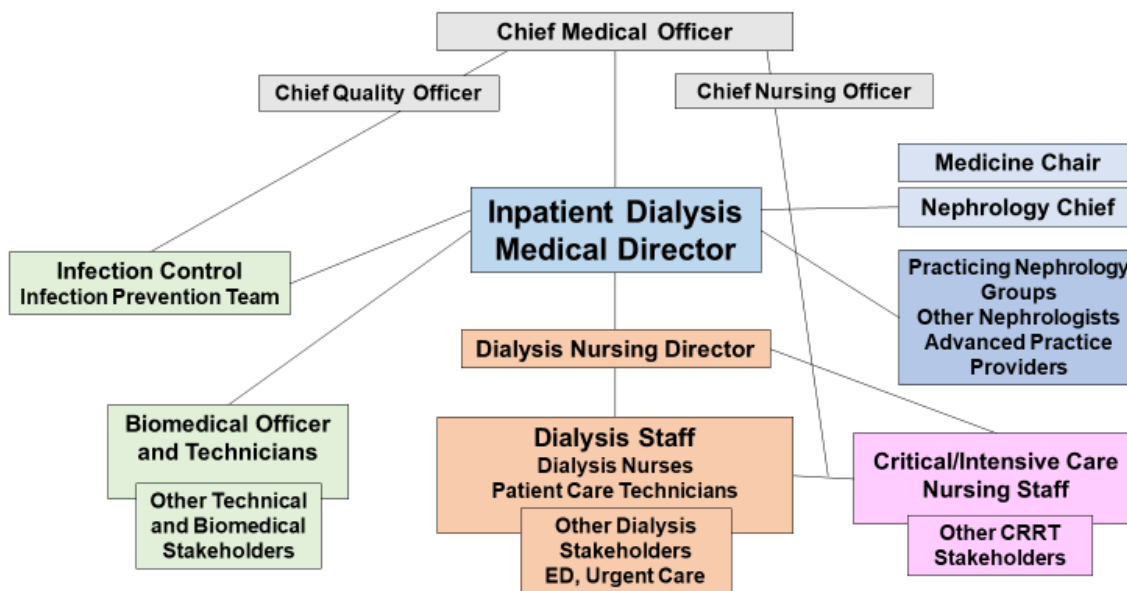 Chief Medical Officer
Chief Quality Officer
Chief Nursing Officer
Medicine Chair
Inpatient Dialysis
Medical Director
Nephrology Chief
Infection Control
Infection Prevention Team
Practicing Nephrology
Groups
Other Nephrologists
Advanced Practice
Providers
Dialysis Nursing Director
Biomedical Officer
and Technicians
Other Technical
and Biomedical
Stakeholders
Dialysis Staff
Dialysis Nurses
Patient Care Technicians
Other Dialysis
Stakeholders
ED, Urgent Care
Critical/Intensive Care
Nursing Staff
Other CRRT
Stakeholders